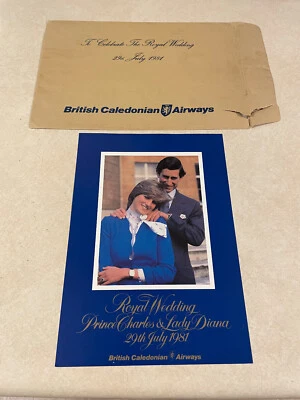 To Celebrate The Royal Wedding
29th July 1981
British Caledonian Airways
Royal Wedding
Prince Charles & Lady Diana
29th July 1981
British Caledonian Airways